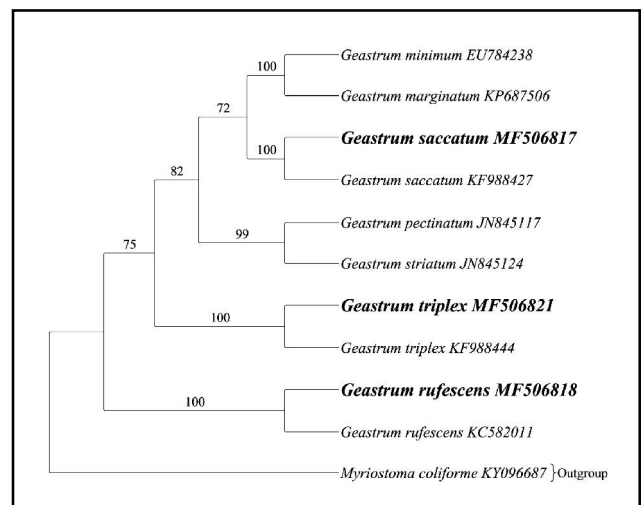 100
Geastrum minimum EU784238
72
Geastrum marginatum KP687506
Geastrum saccatum MF506817
100
82
Geastrum saccatum KF988427
Geastrum pectinatum JN845117
99
75
Geastrum striatum JN845124
Geastrum triplex MF506821
100
Geastrum triplex KF988444
Geastrum rufescens MF506818
100
Geastrum rufescens KC582011
Myriostoma coliforme KY096687 }Outgroup